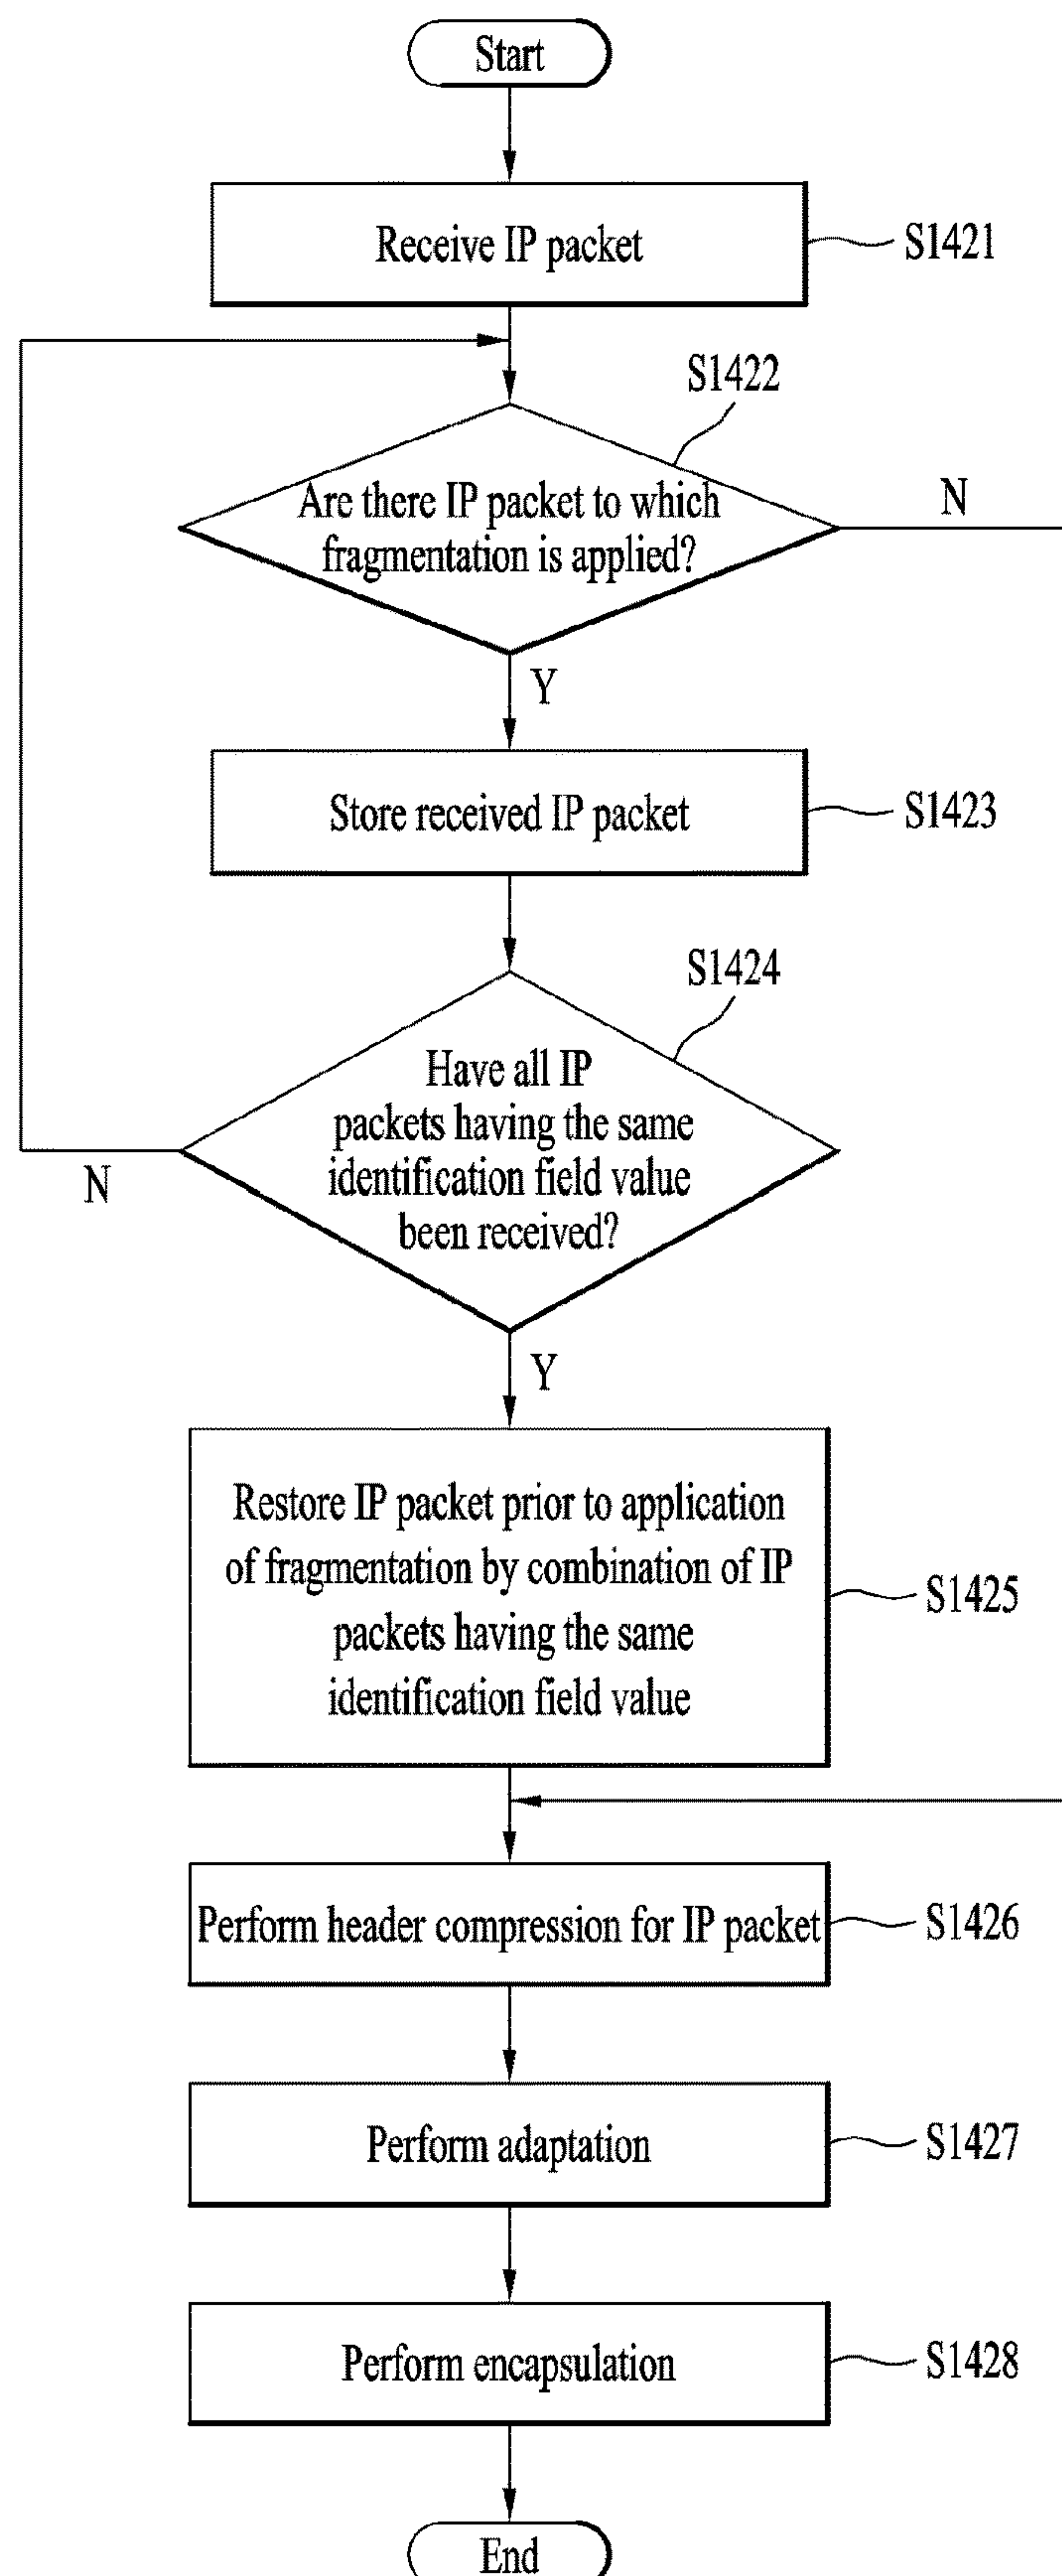 Start
Receive IP packet
S1421
S1422
Are there IP packet to which
fragmentation is applied?
N
Y
Store received IP packet
S1423
S1424
Have all IP
packets having the same
identification field value
been received?
N
Y
Restore IP packet prior to application
of fragmentation by combination of IP
packets having the same
identification field value
S1425
Perform header compression for IP packet
S1426
Perform adaptation
S1427
Perform encapsulation
S1428
End